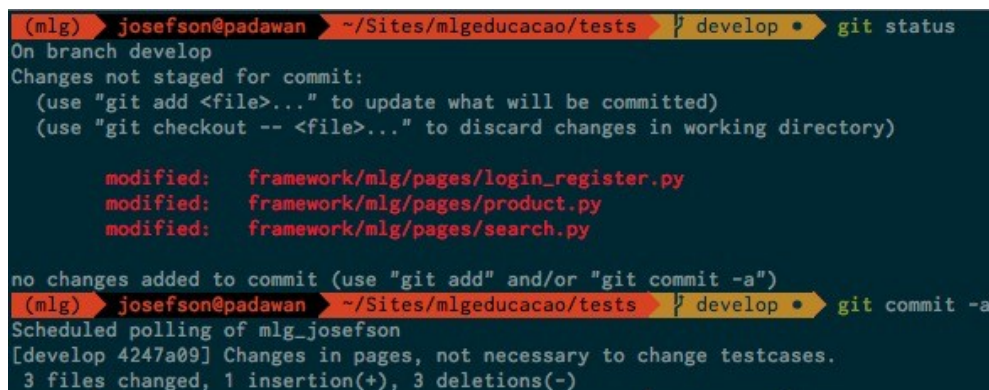 (mlg) josefson@padawan ~/Sites/mlgeducacao/tests develop • git status
On branch develop
Changes not staged for commit:
  (use "git add <file>..." to update what will be committed)
  (use "git checkout -- <file>..." to discard changes in working directory)
modified:   framework/mlg/pages/login_register.py
modified:   framework/mlg/pages/product.py
modified:   framework/mlg/pages/search.py
no changes added to commit (use "git add" and/or "git commit -a")
(mlg) josefson@padawan ~/Sites/mlgeducacao/tests develop • git commit -a
Scheduled polling of mlg_josefson
[develop 4247a09] Changes in pages, not necessary to change testcases.
 3 files changed, 1 insertion(+), 3 deletions(-)